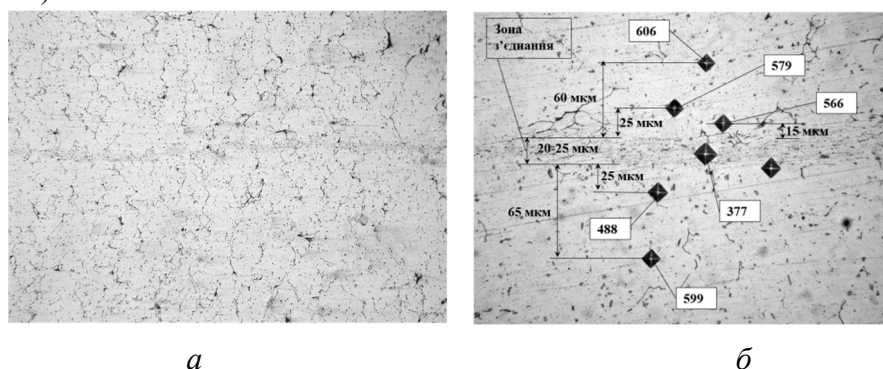 Зона
з’єднання
606
579
60 мкм
566
25 мкм
15 мкм
20-25 мкм
25 мкм
65 мкм
377
488
599
а
б